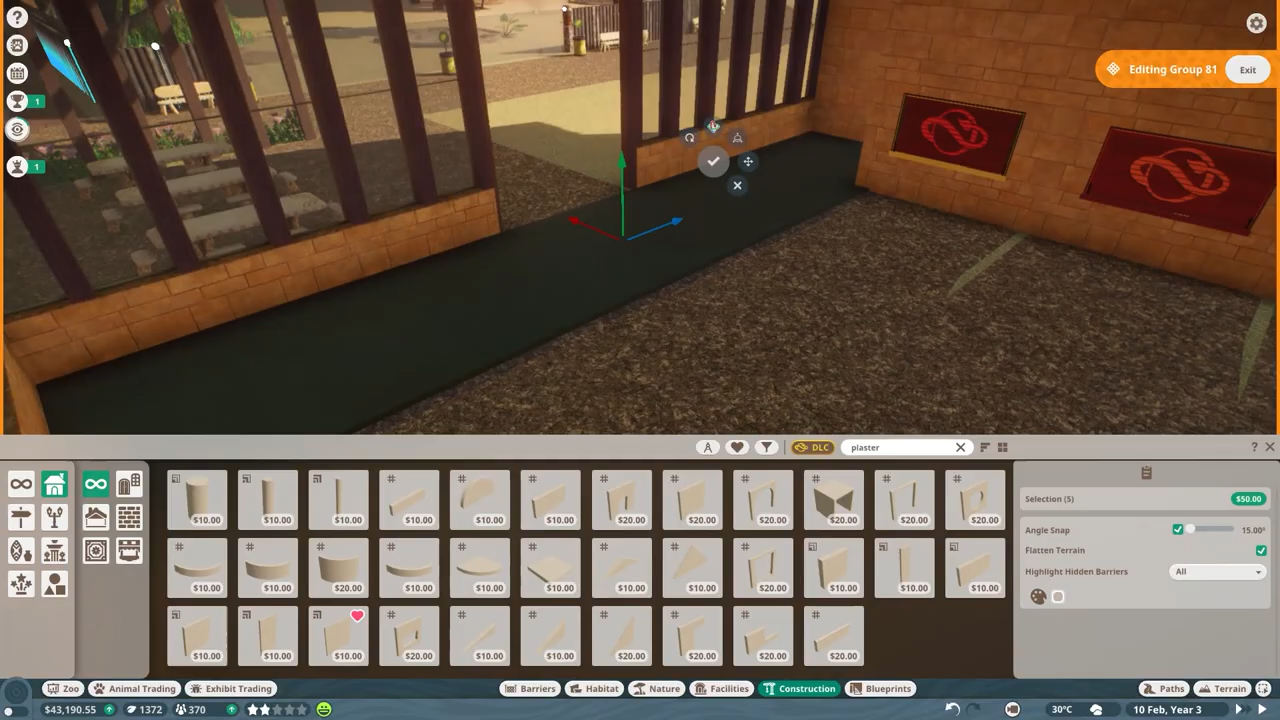 ?
1
1
Editing Group 81
Exit
DLC
plaster
?
$10.00 $10.00 $10.00 $10.00 $10.00 $10.00 $20.00 $20.00 $20.00 $20.00 $20.00 $20.00
$10.00 $10.00 $20.00 $10.00 $10.00 $10.00 $10.00 $10.00 $20.00 $10.00 $10.00 $10.00
$10.00 $10.00 $10.00 $20.00 $10.00 $10.00 $20.00 $20.00 $20.00 $20.00
Selection (5)
$50.00
Angle Snap
15.00°
Flatten Terrain
Highlight Hidden Barriers
All
Zoo
Animal Trading
Exhibit Trading
Barriers
Habitat
Nature
Facilities
Construction
Blueprints
Paths
Terrain
$43,190.55
1372
370
30°C
10 Feb, Year 3